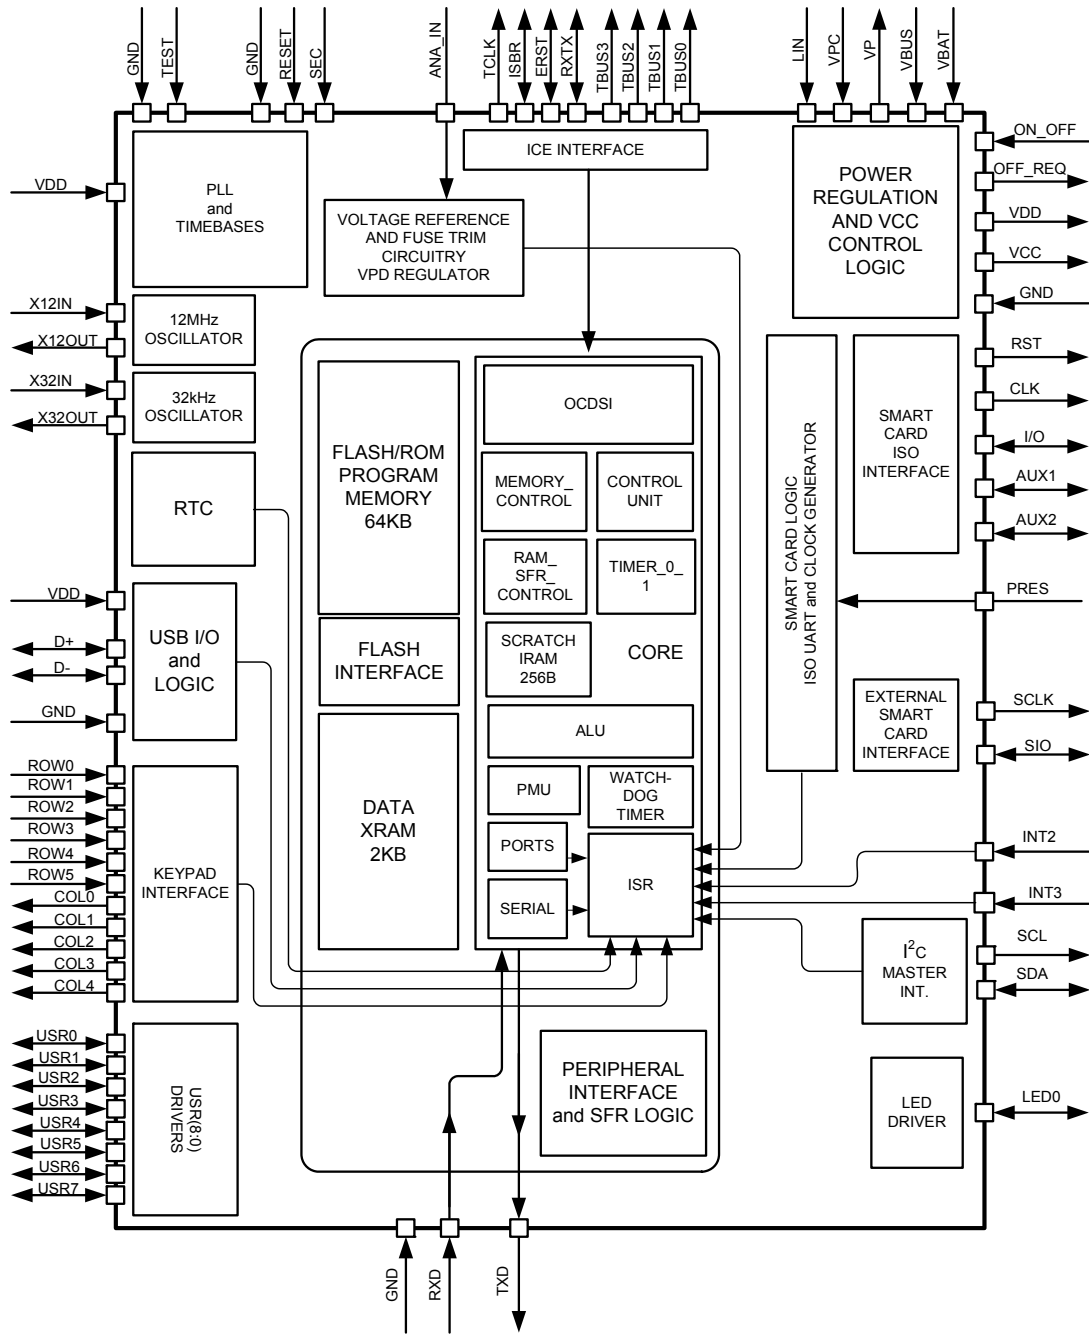 GND
TEST
GND
RESET
SEC
ANA_IN
TCLK
ISBR
ERST
RXTX
TBUS3
TBUS2
TBUS1
TBUS0
LIN
VPC
VP
VBUS
VBAT
VDD
X12IN
X12OUT
X32IN
X32OUT
VDD
D+
D-
GND
ROW0
ROW1
ROW2
ROW3
ROW4
ROW5
COL0
COL1
COL2
COL3
COL4
USR0
USR1
USR2
USR3
USR4
USR5
USR6
USR7
PLL
and
TIMEBASES
12MHz
OSCILLATOR
32kHz
OSCILLATOR
RTC
USB I/O
and
LOGIC
KEYPAD
INTERFACE
USR(8:0)
DRIVERS
ICE INTERFACE
VOLTAGE REFERENCE
AND FUSE TRIM
CIRCUITRY
VPD REGULATOR
FLASH/ROM
PROGRAM
MEMORY
64KB
FLASH
INTERFACE
DATA
XRAM
2KB
OCDSI
MEMORY_
CONTROL
CONTROL
UNIT
RAM_
SFR_
CONTROL
TIMER_0_
1
SCRATCH
IRAM
256B
CORE
ALU
PMU
WATCH-
DOG
TIMER
PORTS
SERIAL
ISR
PERIPHERAL
INTERFACE
and SFR LOGIC
POWER
REGULATION
AND VCC
CONTROL
LOGIC
SMART CARD LOGIC
ISO UART and CLOCK GENERATOR
SMART
CARD
ISO
INTERFACE
EXTERNAL
SMART
CARD
INTERFACE
I2C
MASTER
INT.
LED
DRIVER
ON_OFF
OFF_REQ
VDD
VCC
GND
RST
CLK
I/O
AUX1
AUX2
PRES
SCLK
SIO
INT2
INT3
SCL
SDA
LED0
GND
RXD
TXD